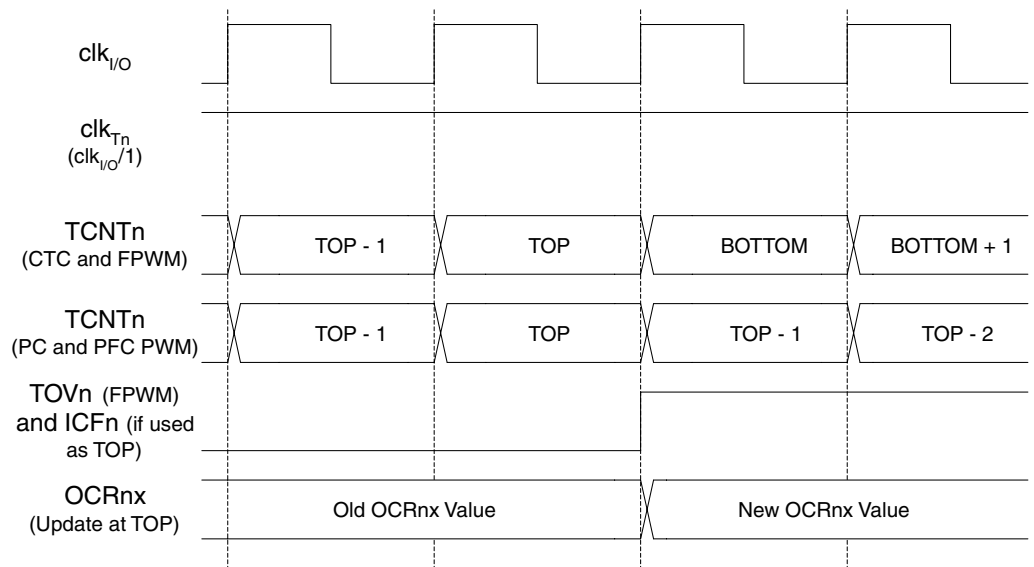 clkI/O
clkTn
(clkI/O/1)
TCNTn
(CTC and FPWM)
TOP - 1
TOP
BOTTOM
BOTTOM + 1
TCNTn
(PC and PFC PWM)
TOP - 1
TOP
TOP - 1
TOP - 2
TOVn (FPWM)
and ICFn (if used
as TOP)
OCRnx
(Update at TOP)
Old OCRnx Value
New OCRnx Value